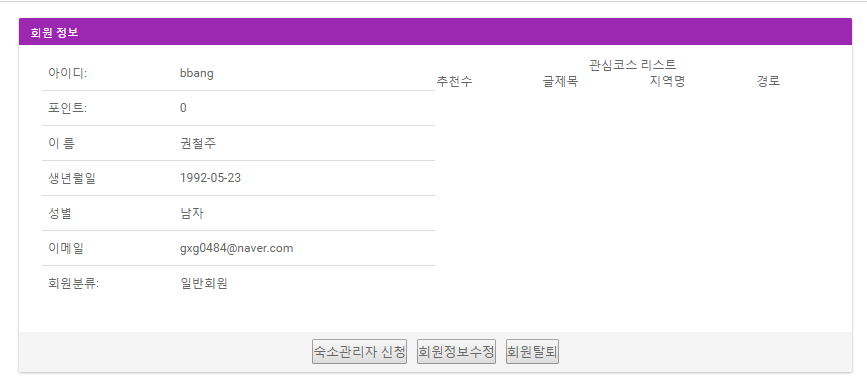 회원 정보
아이디: bbang
포인트: 0
이 름 권철주
생년월일 1992-05-23
성별 남자
이메일 gxg0484@naver.com
회원분류: 일반회원
관심코스 리스트
추천수 글제목 지역명 경로
숙소관리자 신청 회원정보수정 회원탈퇴